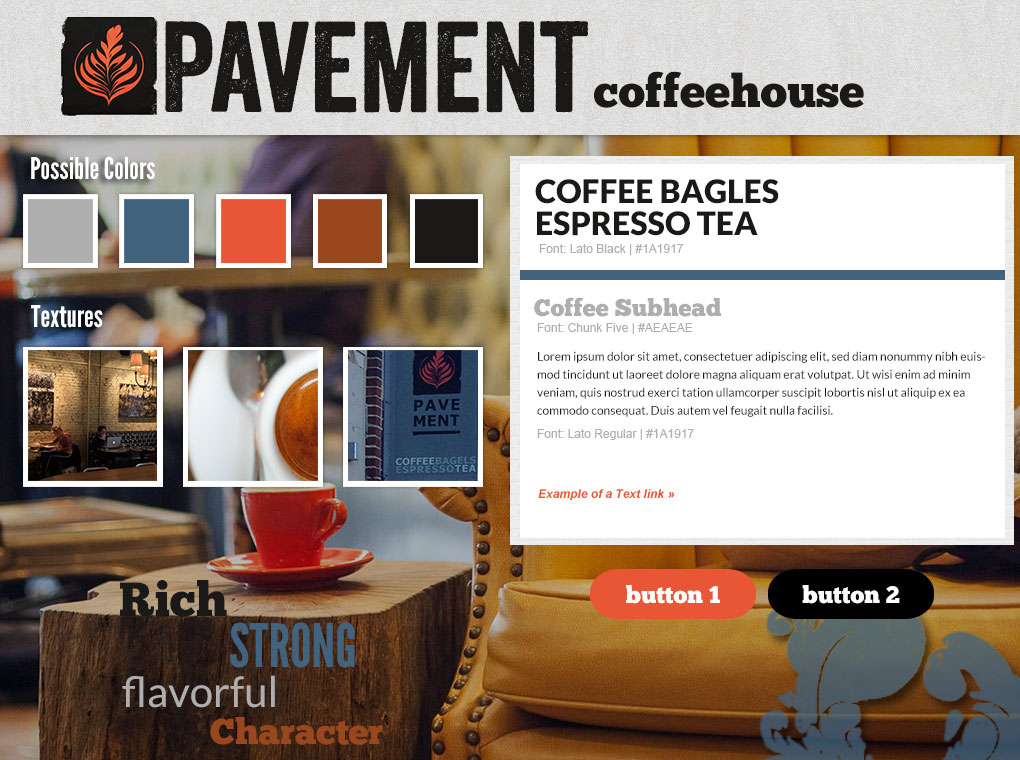 PAVEMENT coffeehouse
Possible Colors
Textures
PAVE
MENT
COFFEEBAGELS
ESPRESSOTEA
COFFEE BAGLES
ESPRESSO TEA
Font: Lato Black | #1A1917
Coffee Subhead
Font: Chunk Five | #AEAEAE
Lorem ipsum dolor sit amet, consectetuer adipiscing elit, sed diam nonummy nibh euis-
mod tincidunt ut laoreet dolore magna aliquam erat volutpat. Ut wisi enim ad minim
veniam, quis nostrud exerci tation ullamcorper suscipit lobortis nisl ut aliquip ex ea
commodo consequat. Duis autem vel feugait nulla facilisi.
Font: Lato Regular | #1A1917
Example of a Text link »
button 1
button 2
Rich
STRONG
flavorful
Character